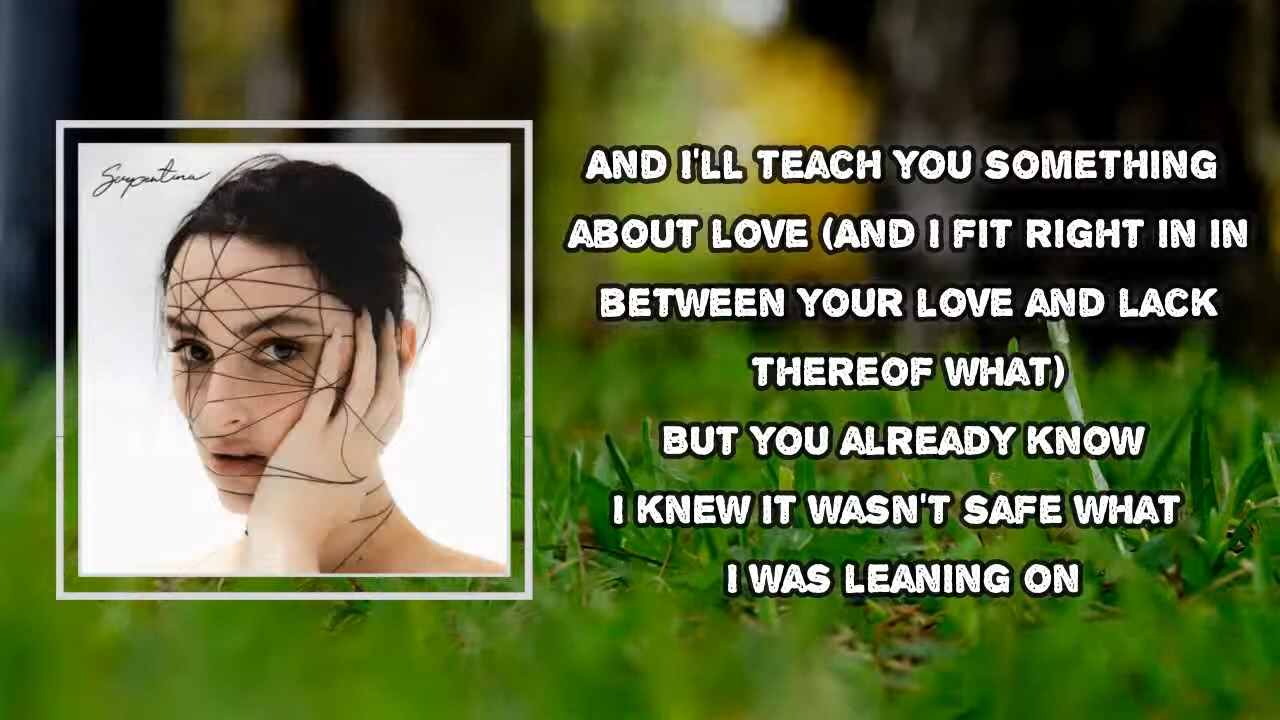 Serpentina
AND I'LL TEACH YOU SOMETHING
ABOUT LOVE (AND I FIT RIGHT IN IN
BETWEEN YOUR LOVE AND LACK
THEREOF WHAT)
BUT YOU ALREADY KNOW
I KNEW IT WASN'T SAFE WHAT
I WAS LEANING ON